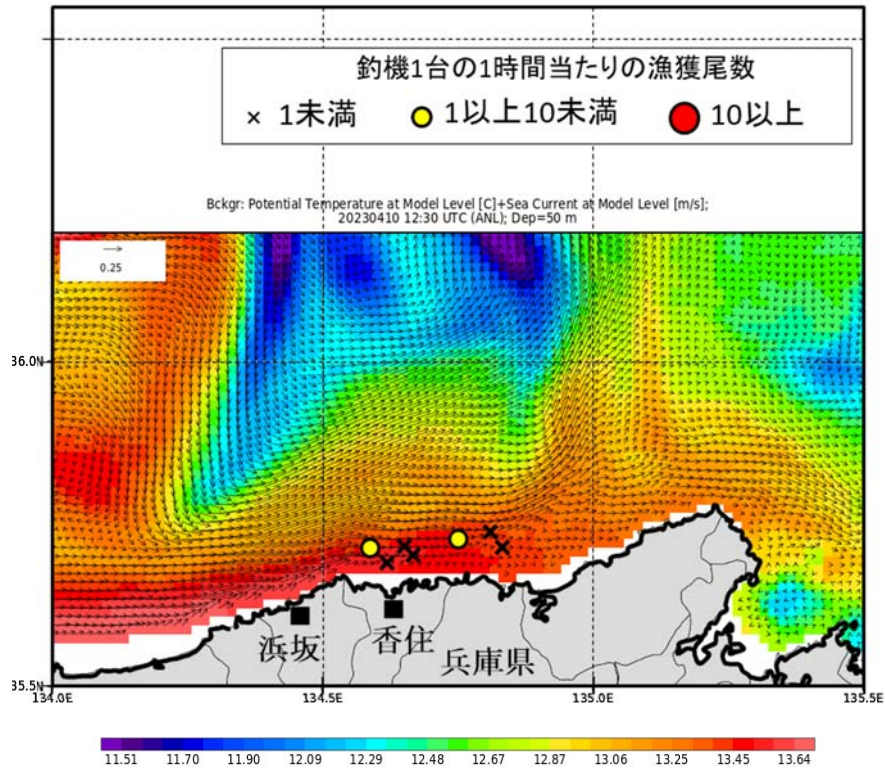 釣機1台の1時間当たりの漁獲尾数
× 1未満 1以上10未満 10以上
Bckgr: Potential Temperature at Model Level [C]+Sea Current at Model Level [m/s];
20230410 12:30 UTC (ANL); Dep=50 m
0.25
36.0N
浜坂
香住
兵庫県
35.5N
134.0E 134.5E 135.0E 135.5E
11.51 11.70 11.90 12.09 12.29 12.48 12.67 12.87 13.06 13.25 13.45 13.64